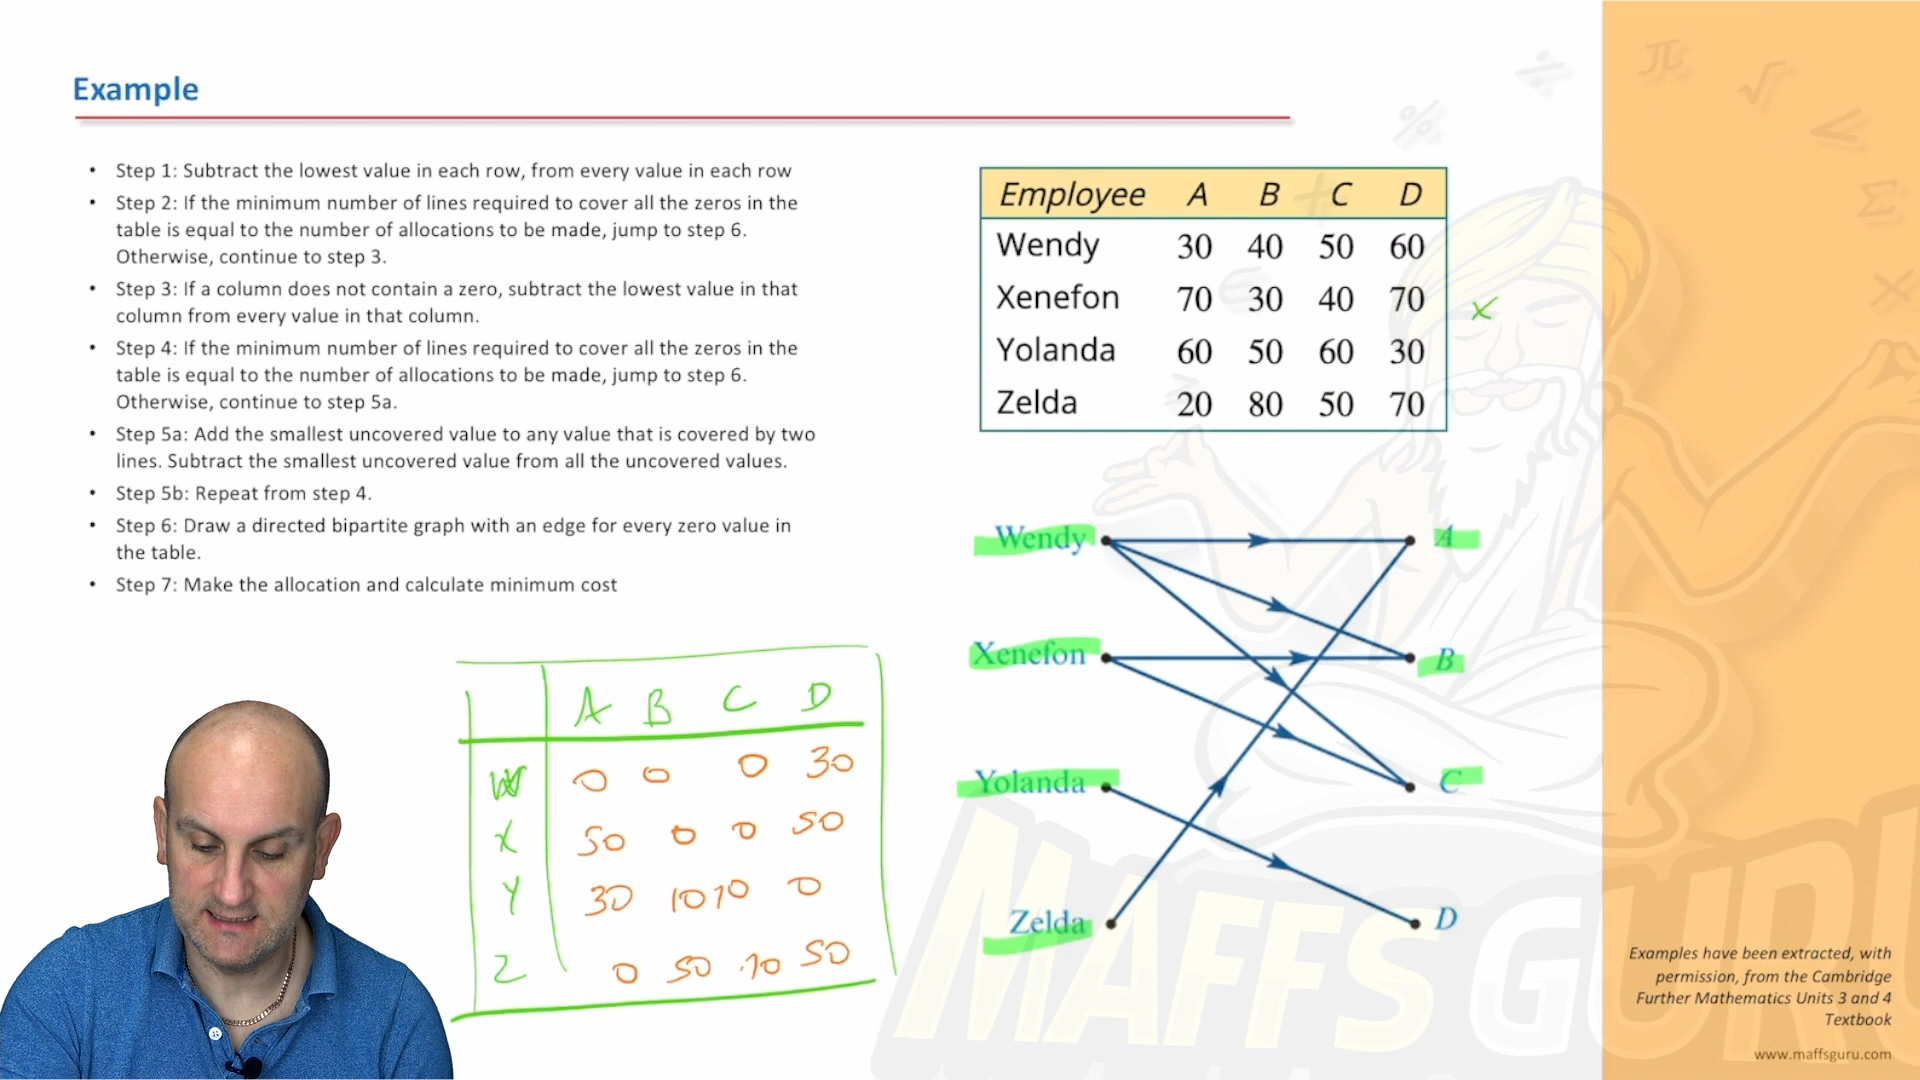 Example
• Step 1: Subtract the lowest value in each row, from every value in each row
• Step 2: If the minimum number of lines required to cover all the zeros in the
table is equal to the number of allocations to be made, jump to step 6.
Otherwise, continue to step 3.
• Step 3: If a column does not contain a zero, subtract the lowest value in that
column from every value in that column.
• Step 4: If the minimum number of lines required to cover all the zeros in the
table is equal to the number of allocations to be made, jump to step 6.
Otherwise, continue to step 5a.
• Step 5a: Add the smallest uncovered value to any value that is covered by two
lines. Subtract the smallest uncovered value from all the uncovered values.
• Step 5b: Repeat from step 4.
• Step 6: Draw a directed bipartite graph with an edge for every zero value in
the table.
• Step 7: Make the allocation and calculate minimum cost
Employee A B C D
Wendy 30 40 50 60
Xenefon 70 30 40 70 x
Yolanda 60 50 60 30
Zelda 20 80 50 70
Wendy A
Xenefon B
Yolanda C
Zelda D
A B C D
W 0 0 0 30
X 50 0 0 50
Y 30 10 10 0
Z 0 50 10 50
MAFFS GURU
Examples have been extracted, with
permission, from the Cambridge
Further Mathematics Units 3 and 4
Textbook
www.maffsguru.com